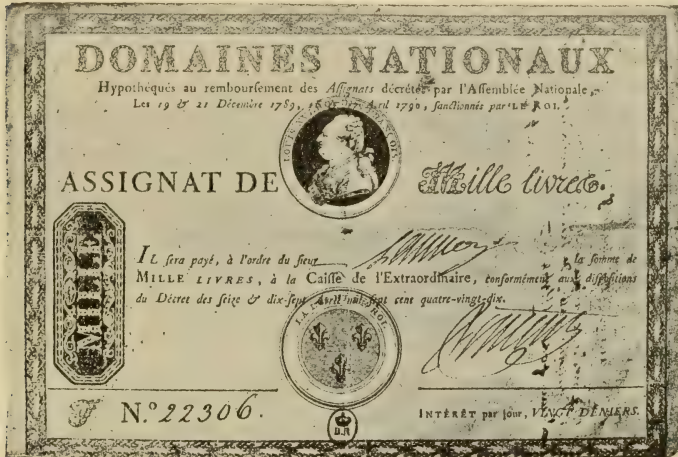 DOMAINES NATIONAUX
Hypothéqués au rembourſement des Aſſignats décrétés par l'Aſſemblée Nationale,
Les 19 & 21 Décembre 1789, 16 & 17 Avril 1790, ſanctionnés par LE ROI.
ASSIGNAT DE Mille livres.
MILLE
IL ſera payé, à l'ordre du ſieur la ſomme de
MILLE LIVRES, à la Caiſſe de l'Extraordinaire, conformément aux diſpoſitions
du Décret des ſeize & dix-ſept Avril mil ſept cent quatre-vingt-dix.
LA ROI
N.º 22306.
INTÉRÊT par jour, VINGT DENIERS.
D.R